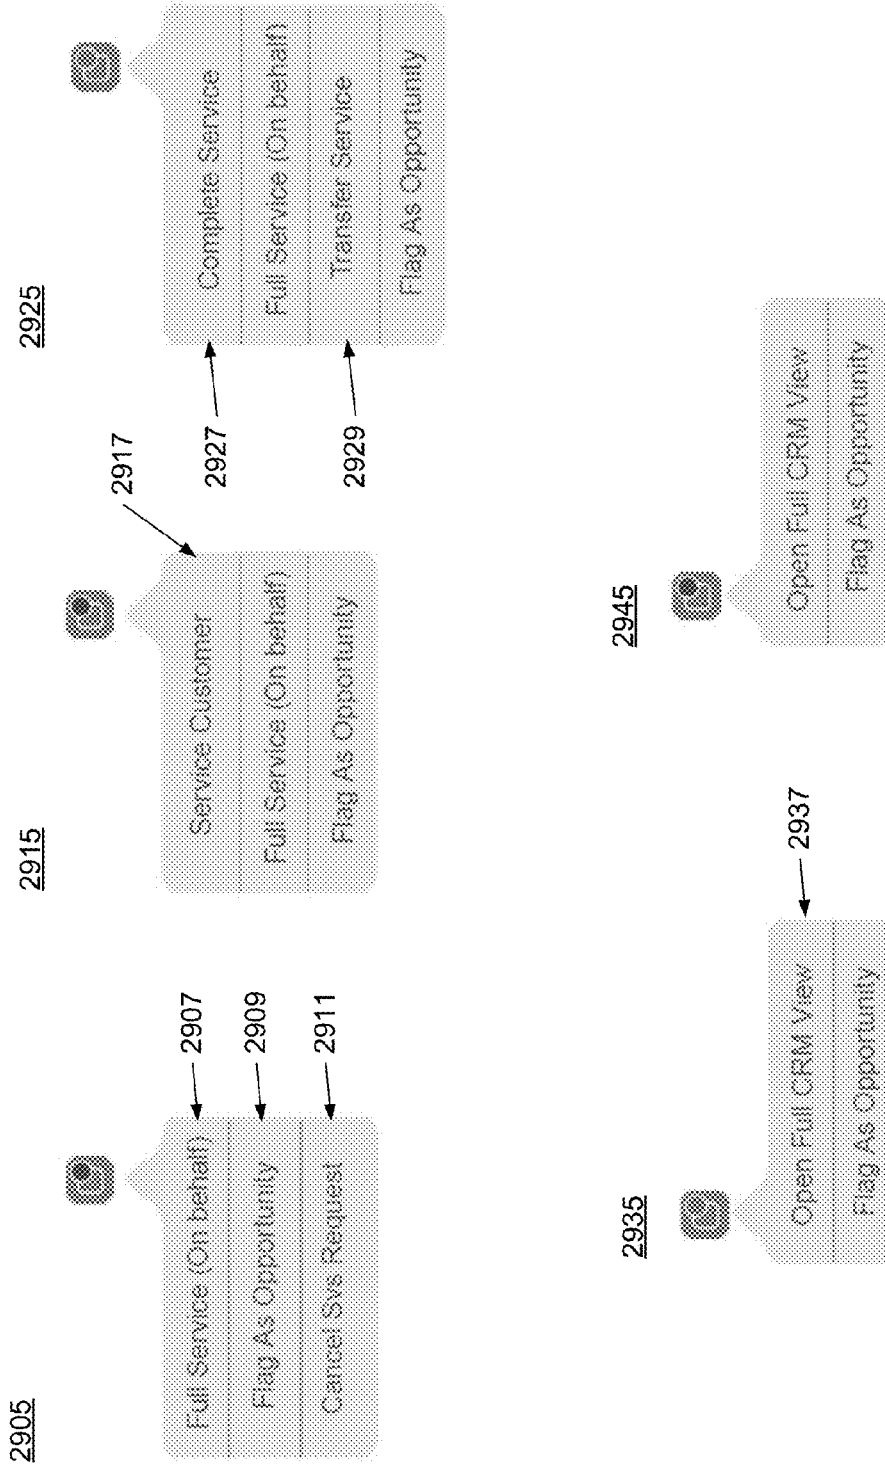 2905
Full Service (On behalf)
2907
Flag As Opportunity
2909
Cancel Svs Request
2911
2915
2917
Service Customer
Full Service (On behalf)
Flag As Opportunity
2925
Complete Service
2927
Full Service (On behalf)
Transfer Service
2929
Flag As Opportunity
2935
Open Full CRM View
2937
Flag As Opportunity
2945
Open Full CRM View
Flag As Opportunity